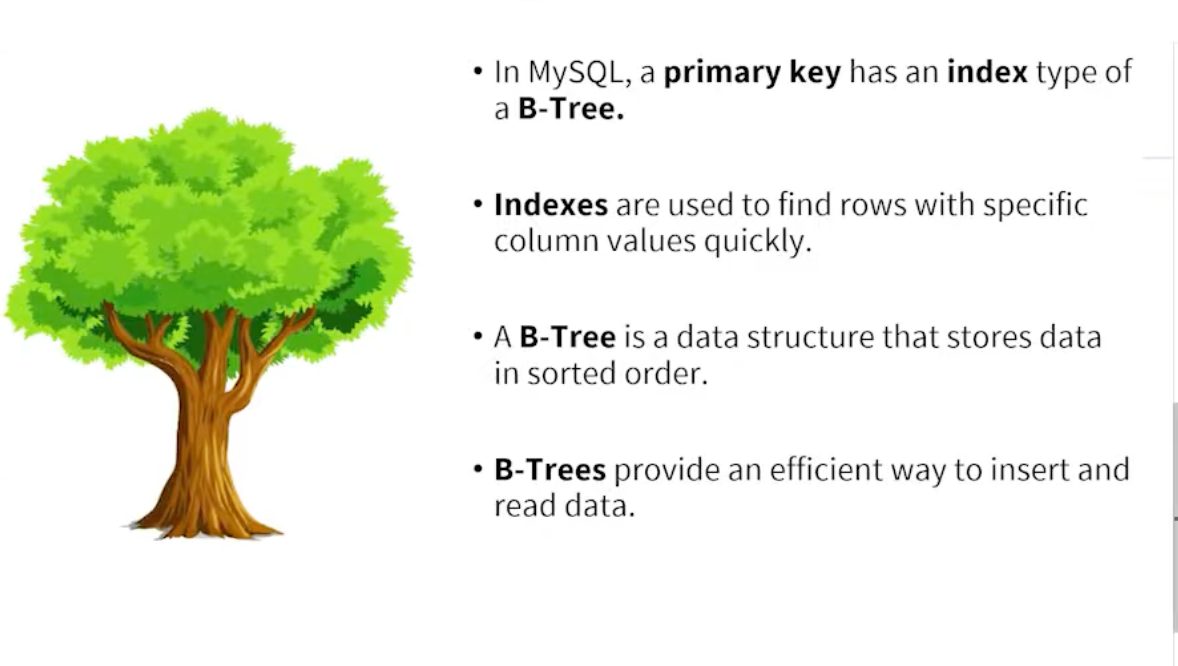 • In MySQL, a primary key has an index type of
a B-Tree.
• Indexes are used to find rows with specific
column values quickly.
• A B-Tree is a data structure that stores data
in sorted order.
• B-Trees provide an efficient way to insert and
read data.